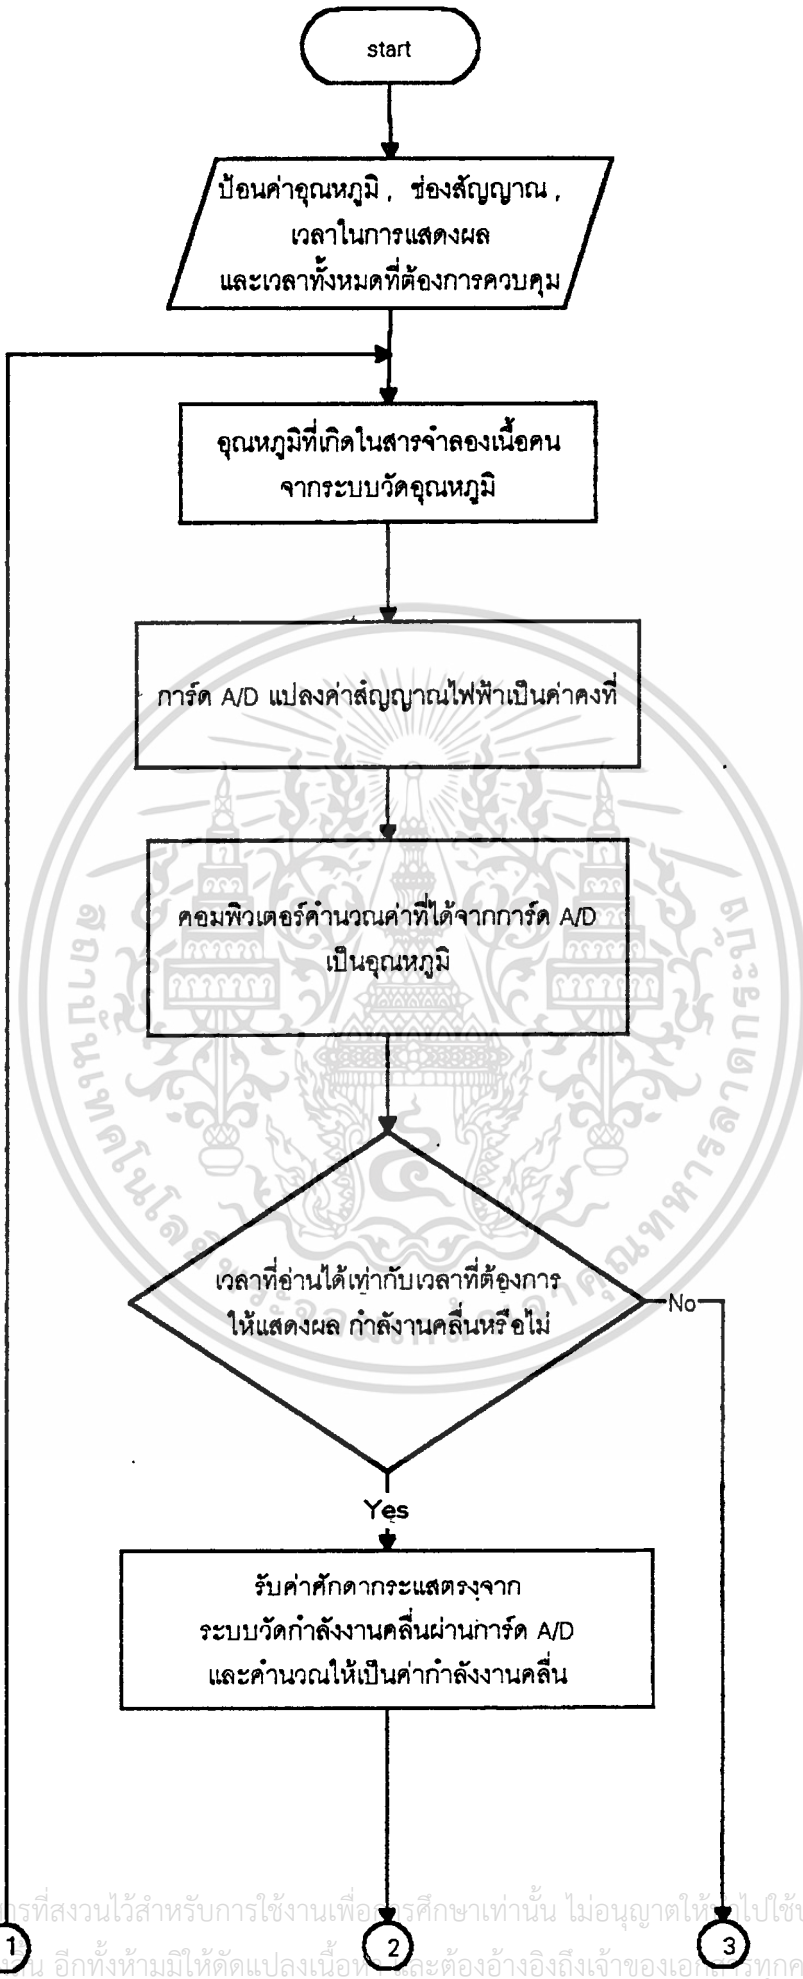 start
ป้อนค่าอุณหภูมิ , ช่องสัญญาณ ,
เวลาในการแสดงผล
และเวลาทั้งหมดที่ต้องการควบคุม
อุณหภูมิที่เกิดในสารจำลองเนื้อคน
จากระบบวัดอุณหภูมิ
การ์ด A/D แปลงค่าสัญญาณไฟฟ้าเป็นค่าคงที่
คอมพิวเตอร์คำนวณค่าที่ได้จากการ์ด A/D
เป็นอุณหภูมิ
เวลาที่อ่านได้เท่ากับเวลาที่ต้องการ
ให้แสดงผล กำลังงานคลื่นหรือไม่
No
Yes
รับค่าศักดากระแสตรงจาก
ระบบวัดกำลังงานคลื่นผ่านการ์ด A/D
และคำนวณให้เป็นค่ากำลังงานคลื่น
1
2
3